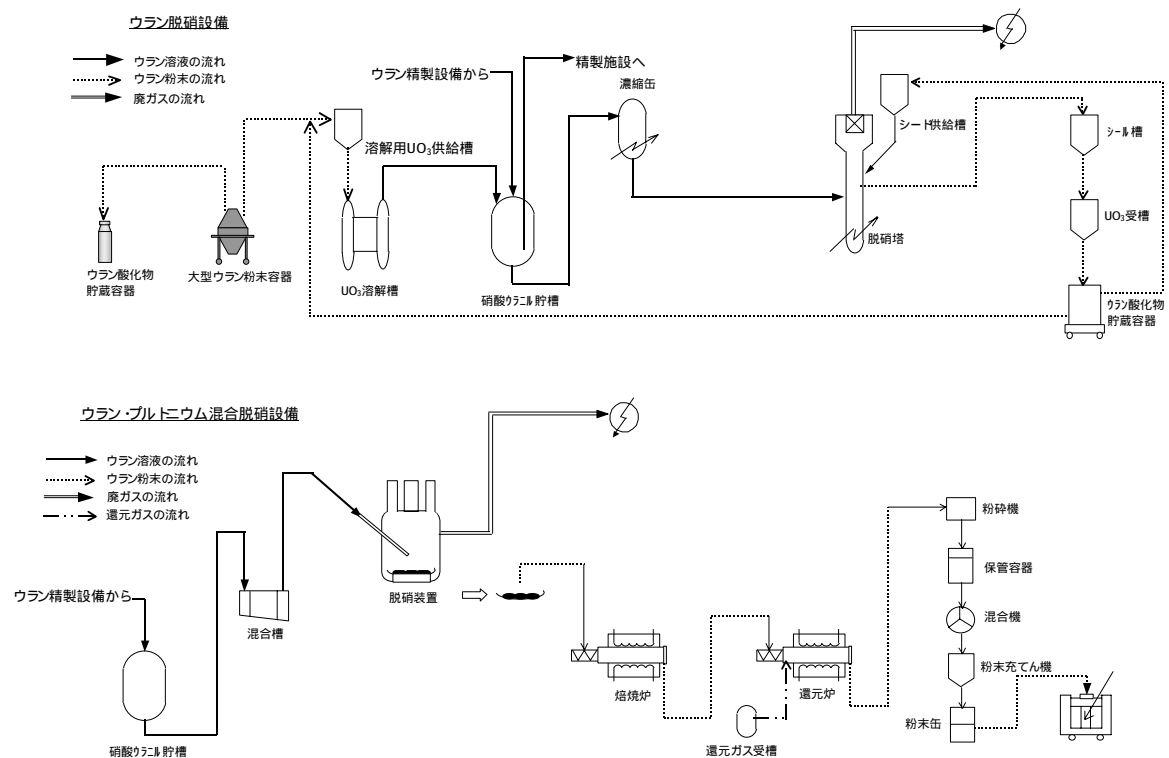 ウラン脱硝設備
ウラン溶液の流れ
ウラン粉末の流れ
廃ガスの流れ
ウラン精製設備から
精製施設へ
濃縮缶
溶解用UO₃供給槽
シード供給槽
シール槽
UO₃受槽
脱硝塔
ウラン酸化物
貯蔵容器
大型ウラン粉末容器
UO₃溶解槽
硝酸ウラニル貯槽
ウラン酸化物
貯蔵容器
ウラン・プルトニウム混合脱硝設備
ウラン溶液の流れ
ウラン粉末の流れ
廃ガスの流れ
還元ガスの流れ
ウラン精製設備から
混合槽
脱硝装置
硝酸ウラニル貯槽
焙焼炉
還元炉
還元ガス受槽
粉砕機
保管容器
混合機
粉末充てん機
粉末缶